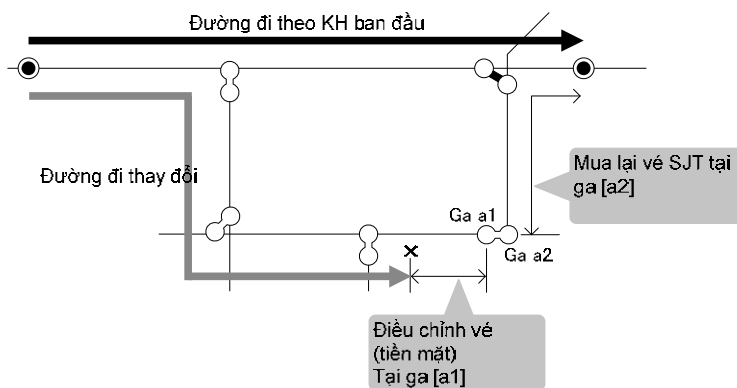 Đường đi theo KH ban đầu
Đường đi thay đổi
Mua lại vé SJT tại
ga [a2]
Ga a1
Ga a2
Điều chỉnh vé
(tiền mặt)
Tại ga [a1]